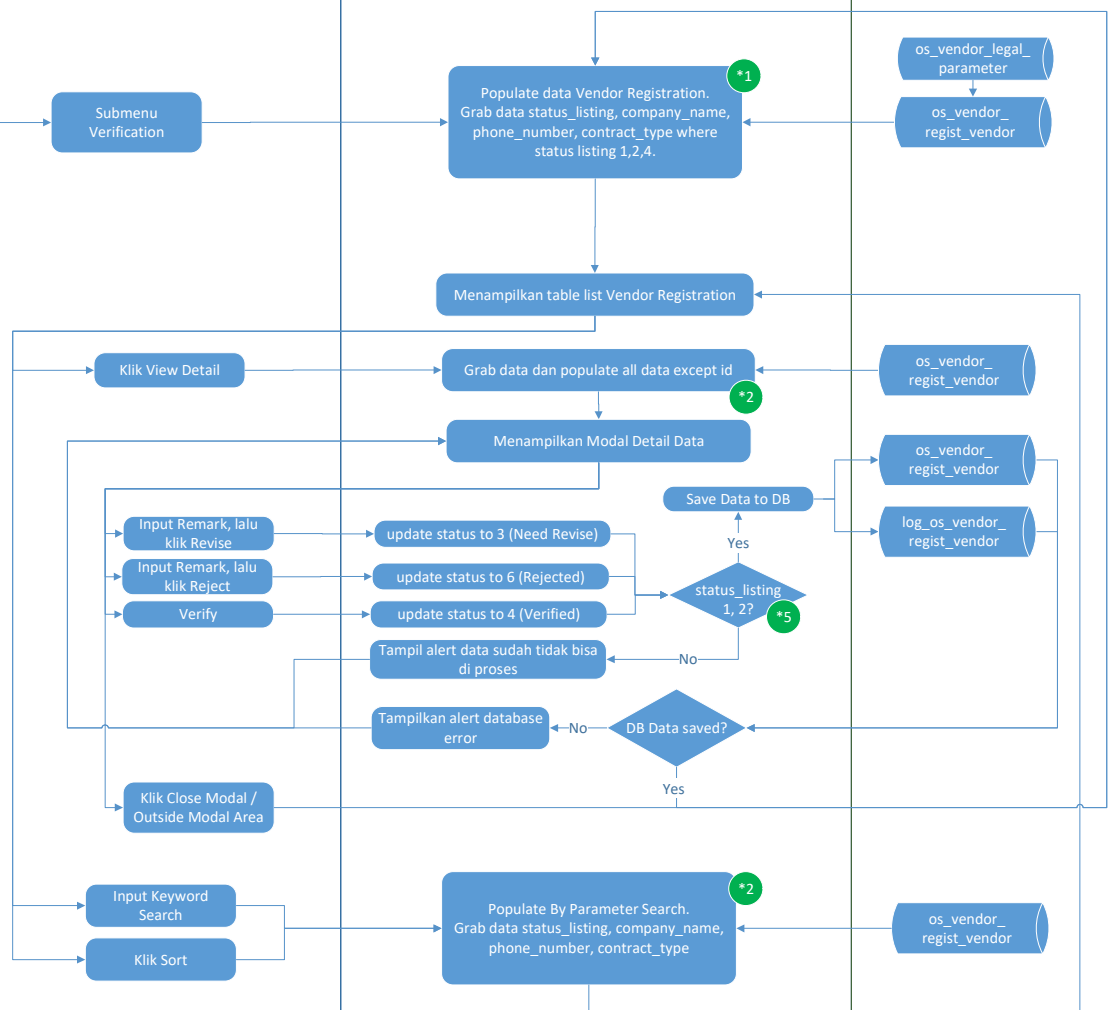 os_vendor_legal_
parameter
*1
Populate data Vendor Registration.
Grab data status_listing, company_name,
phone_number, contract_type where
status listing 1,2,4.
Submenu
Verification
os_vendor_
regist_vendor
Menampilkan table list Vendor Registration
Klik View Detail
Grab data dan populate all data except id
*2
os_vendor_
regist_vendor
Menampilkan Modal Detail Data
os_vendor_
regist_vendor
Save Data to DB
Input Remark, lalu
klik Revise
update status to 3 (Need Revise)
Yes
log_os_vendor_
regist_vendor
Input Remark, lalu
klik Reject
update status to 6 (Rejected)
status_listing
1, 2?
*5
Verify
update status to 4 (Verified)
Tampil alert data sudah tidak bisa
di proses
No
Tampilkan alert database
error
No
DB Data saved?
Yes
Klik Close Modal /
Outside Modal Area
*2
Input Keyword
Search
Populate By Parameter Search.
Grab data status_listing, company_name,
phone_number, contract_type
os_vendor_
regist_vendor
Klik Sort